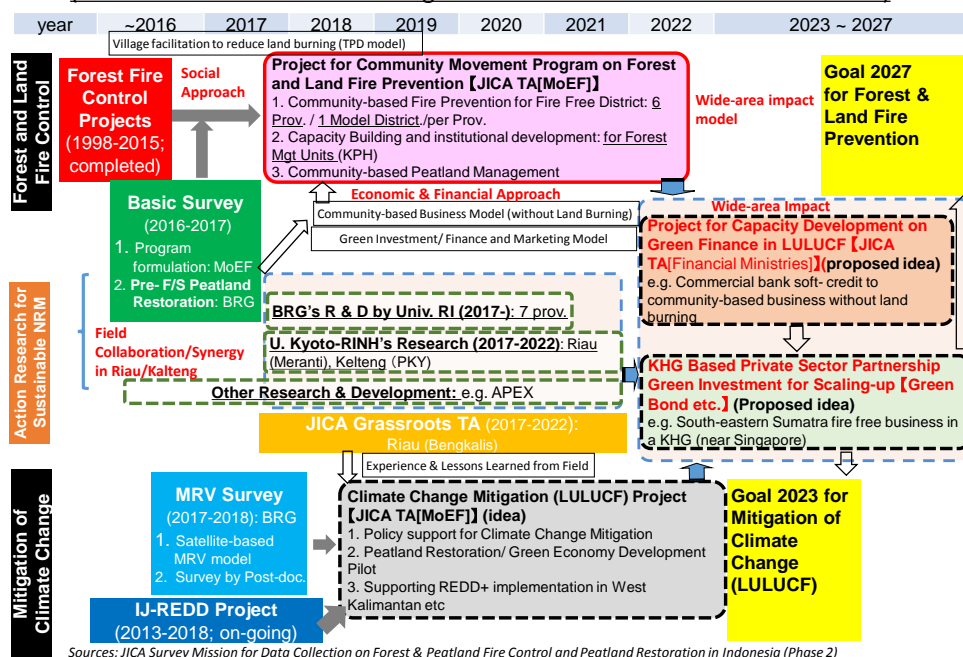 year ~2016 2017 2018 2019 2020 2021 2022 2023 ~ 2027
Village facilitation to reduce land burning (TPD model)
Forest and Land
Fire Control
Forest Fire
Control
Projects
(1998-2015;
completed)
Social
Approach
Project for Community Movement Program on Forest
and Land Fire Prevention【JICA TA[MoEF]】
1. Community-based Fire Prevention for Fire Free District: 6
Prov. / 1 Model District./per Prov.
2. Capacity Building and institutional development: for Forest
Mgt Units (KPH)
3. Community-based Peatland Management
Wide-area impact
model
Goal 2027
for Forest &
Land Fire
Prevention
Basic Survey
(2016-2017)
1. Program
formulation: MoEF
2. Pre- F/S Peatland
Restoration: BRG
Economic & Financial Approach
Community-based Business Model (without Land Burning)
Green Investment/ Finance and Marketing Model
Wide-area Impact
Project for Capacity Development on
Green Finance in LULUCF【JICA
TA[Financial Ministries]】(proposed idea)
e.g. Commercial bank soft- credit to
community-based business without land
burning
Action Research for
Sustainable NRM
Field
Collaboration/Synergy
in Riau/Kalteng
BRG's R & D by Univ. RI (2017-): 7 prov.
U. Kyoto-RINH's Research (2017-2022): Riau
(Meranti), Kelteng (PKY)
Other Research & Development: e.g. APEX
JICA Grassroots TA (2017-2022):
Riau (Bengkalis)
KHG Based Private Sector Partnership
Green Investment for Scaling-up【Green
Bond etc.】(Proposed idea)
e.g. South-eastern Sumatra fire free business in
a KHG (near Singapore)
Experience & Lessons Learned from Field
Mitigation of
Climate Change
MRV Survey
(2017-2018): BRG
1. Satellite-based
MRV model
2. Survey by Post-doc.
IJ-REDD Project
(2013-2018; on-going)
Climate Change Mitigation (LULUCF) Project
【JICA TA[MoEF]】(idea)
1. Policy support for Climate Change Mitigation
2. Peatland Restoration/ Green Economy Development
Pilot
3. Supporting REDD+ implementation in West
Kalimantan etc
Goal 2023 for
Mitigation of
Climate
Change
(LULUCF)
Sources: JICA Survey Mission for Data Collection on Forest & Peatland Fire Control and Peatland Restoration in Indonesia (Phase 2)